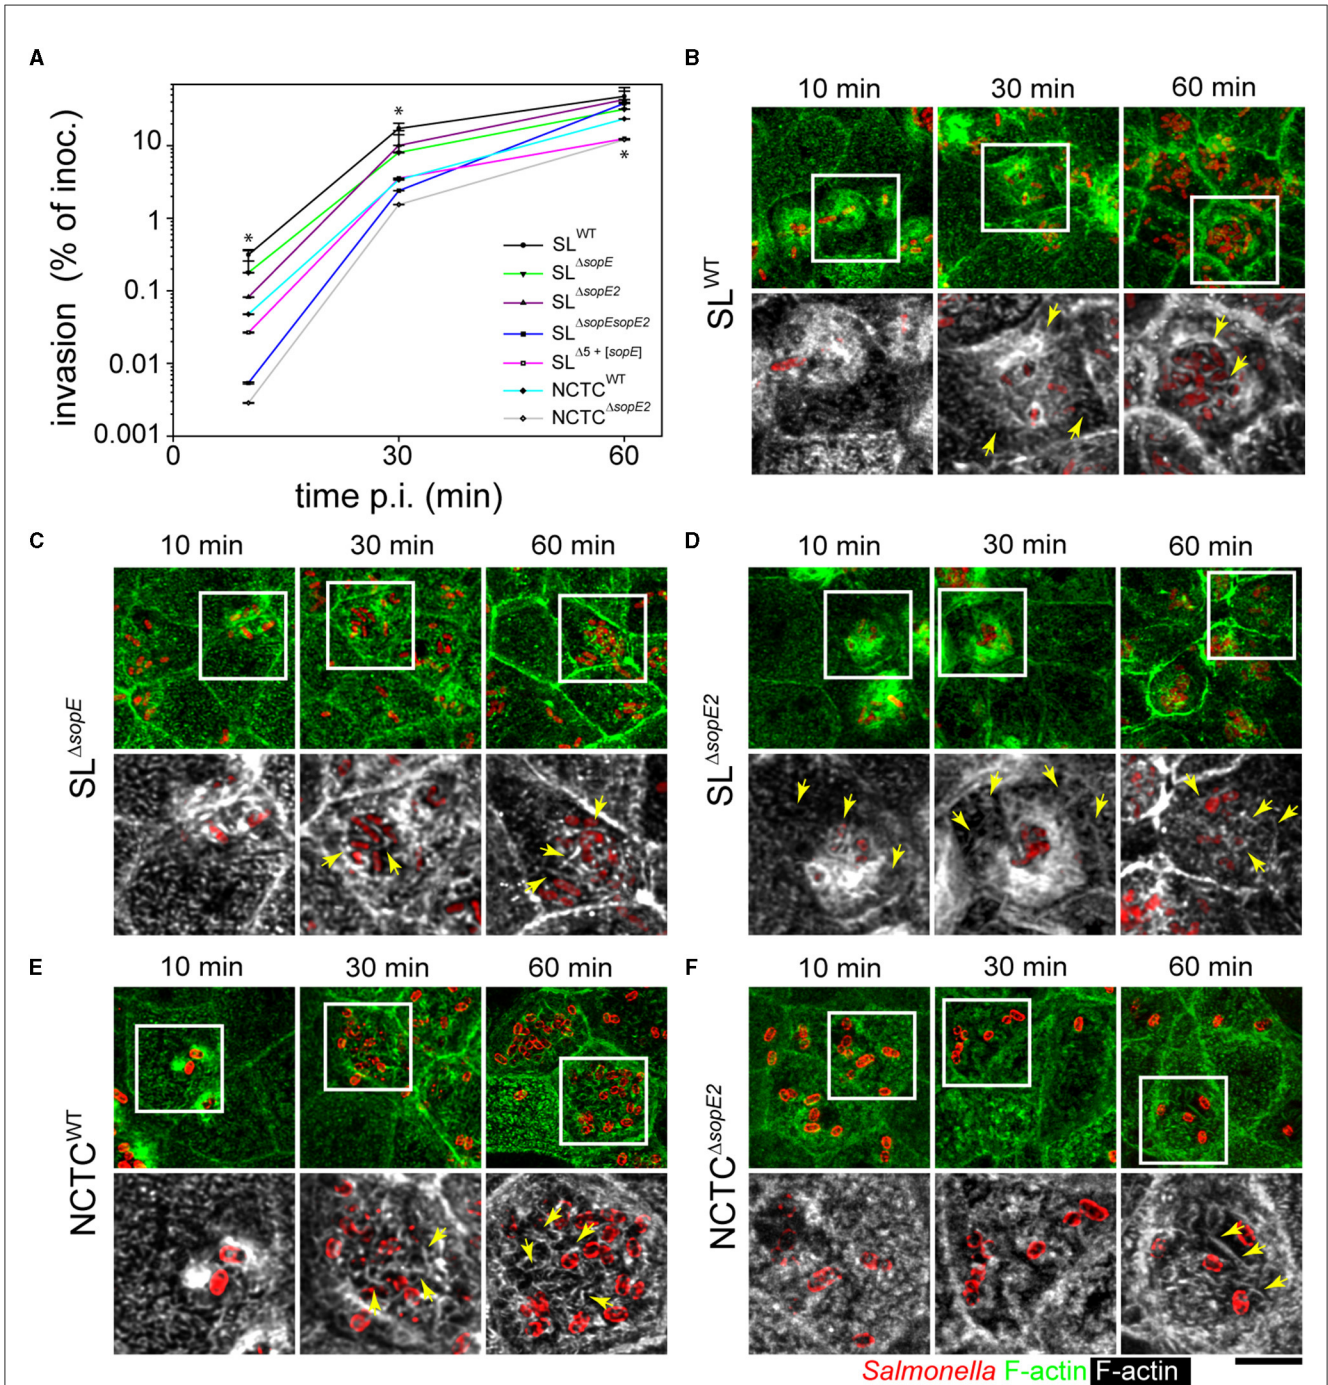 A
invasion (% of inoc.)
10
1
0.1
0.01
0.001
0
30
60
time p.i. (min)
*
*
*
SL^WT
SL^ΔsopE
SL^ΔsopE2
SL^ΔsopEsopE2
SL^Δ5 + [sopE]
NCTC^WT
NCTC^ΔsopE2
B
10 min
30 min
60 min
SL^WT
C
10 min
30 min
60 min
SL^ΔsopE
D
10 min
30 min
60 min
SL^ΔsopE2
E
10 min
30 min
60 min
NCTC^WT
F
10 min
30 min
60 min
NCTC^ΔsopE2
Salmonella F-actin F-actin